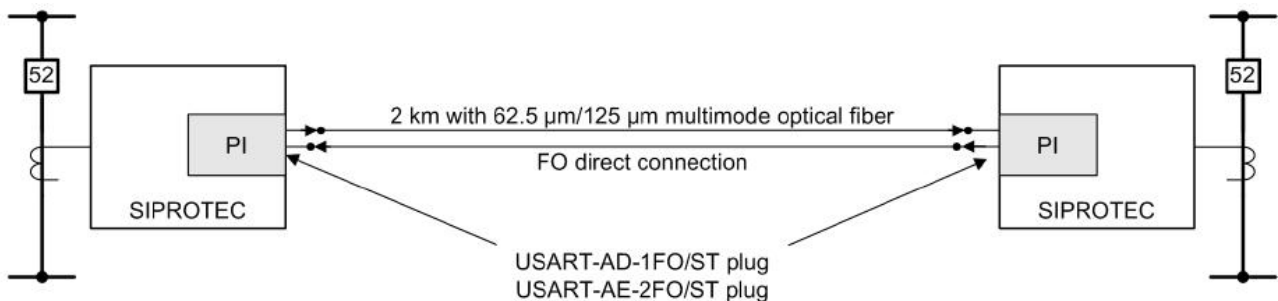 52
52
2 km with 62.5 µm/125 µm multimode optical fiber
PI
PI
FO direct connection
SIPROTEC
SIPROTEC
USART-AD-1FO/ST plug
USART-AE-2FO/ST plug